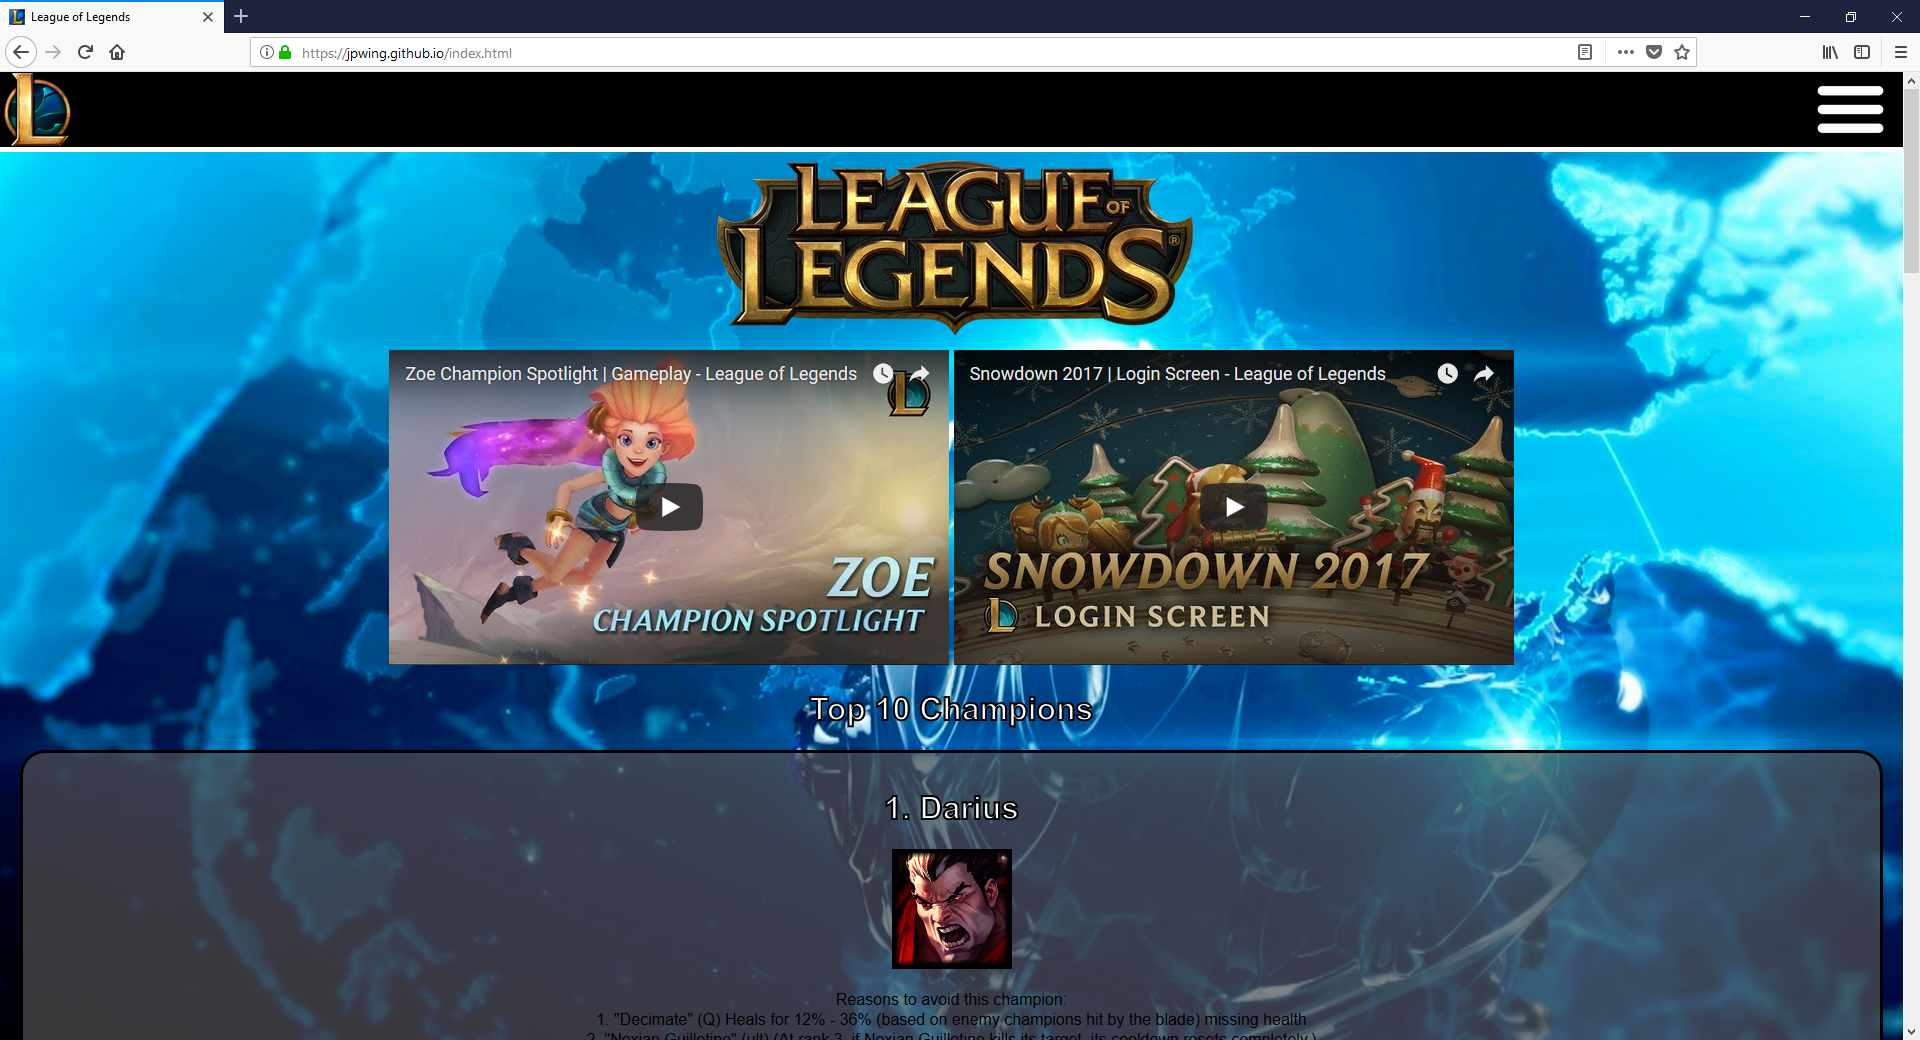 League of Legends
https://jpwing.github.io/index.html
LEAGUE OF
LEGENDS®
Zoe Champion Spotlight | Gameplay - League of Legends
ZOE
CHAMPION SPOTLIGHT
Snowdown 2017 | Login Screen - League of Legends
SNOWDOWN 2017
LOGIN SCREEN
Top 10 Champions
1. Darius
Reasons to avoid this champion:
1. "Decimate" (Q) Heals for 12% - 36% (based on enemy champions hit by the blade) missing health
2. "Noxian Guillotine" (ult) (At rank 3, if Noxian Guillotine kills its target, its cooldown resets completely.)